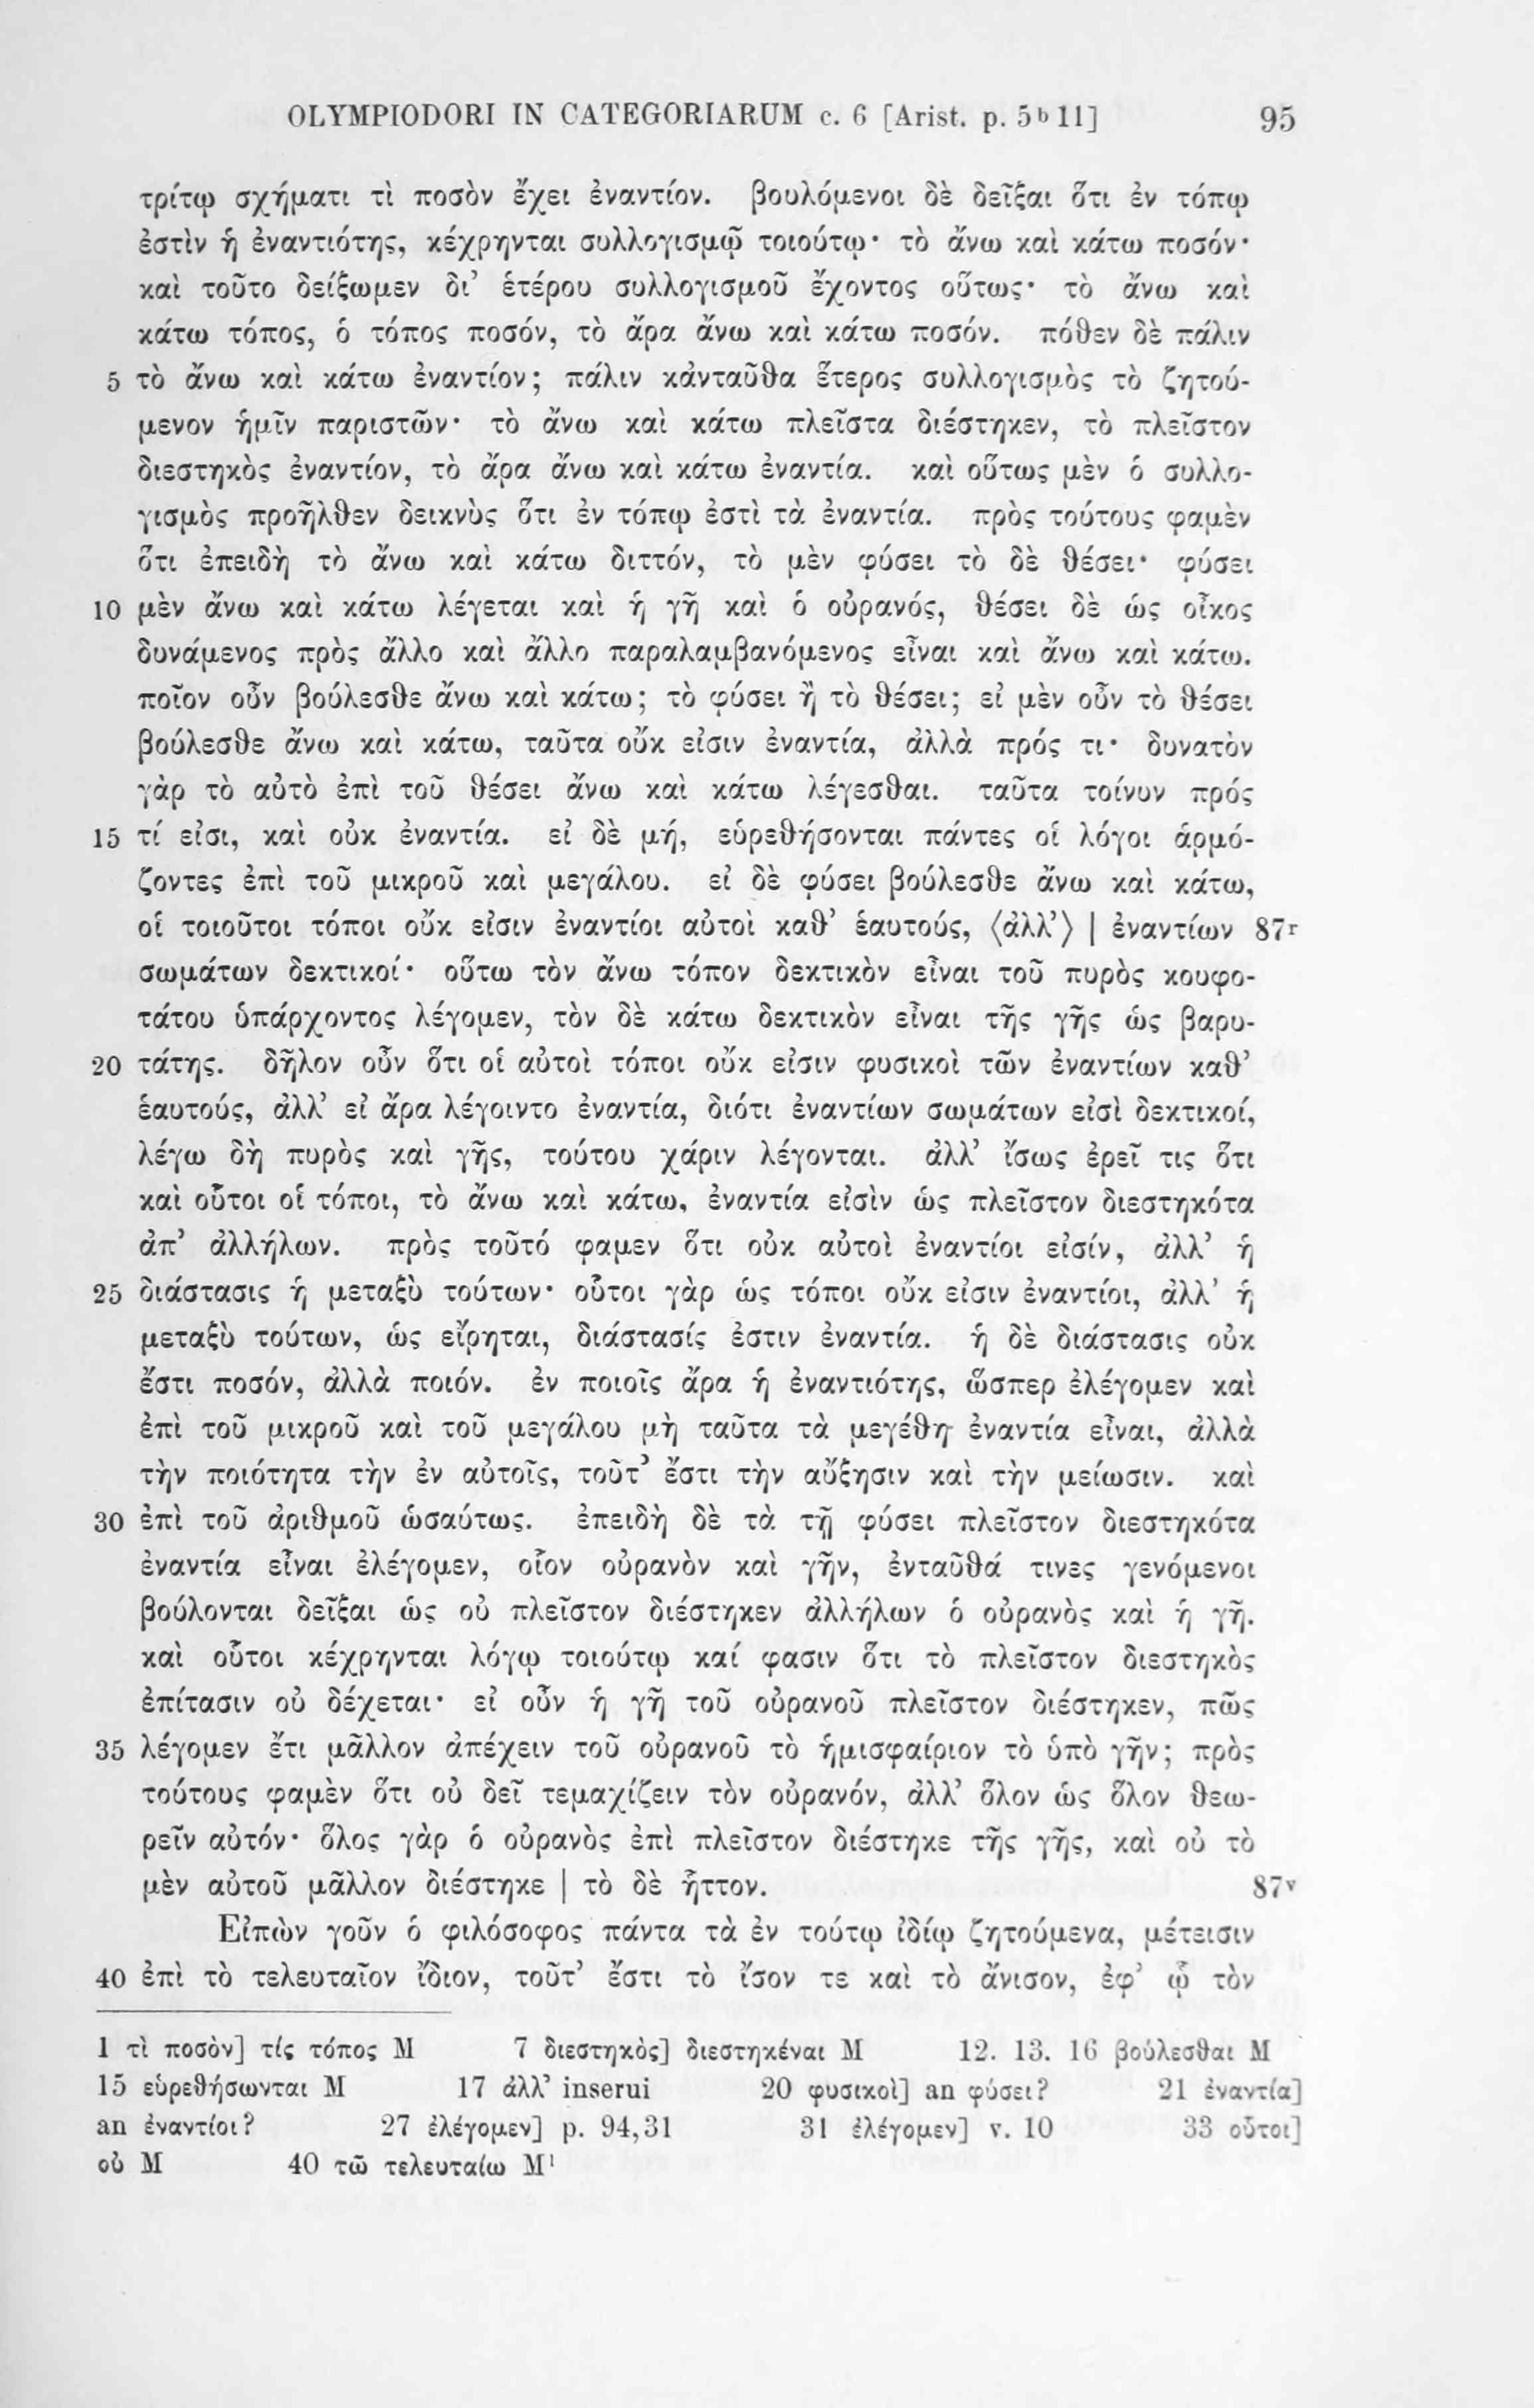 OLYMPIODORI IN CATEGORIARUM c. 6 [Arist. p. 5ᵇ11] 95
τρίτῳ σχήματι τὶ ποσὸν ἔχει ἐναντίον. βουλόμενοι δὲ δεῖξαι ὅτι ἐν τόπῳ
ἐστὶν ἡ ἐναντιότης, κέχρηνται συλλογισμῷ τοιούτῳ· τὸ ἄνω καὶ κάτω ποσόν·
καὶ τοῦτο δείξωμεν δι’ ἑτέρου συλλογισμοῦ ἔχοντος οὕτως· τὸ ἄνω καὶ
κάτω τόπος, ὁ τόπος ποσόν, τὸ ἄρα ἄνω καὶ κάτω ποσόν. πόθεν δὲ πάλιν
5 τὸ ἄνω καὶ κάτω ἐναντίον; πάλιν κἀνταῦθα ἕτερος συλλογισμὸς τὸ ζητού-
μενον ἡμῖν παριστῶν· τὸ ἄνω καὶ κάτω πλεῖστα διέστηκεν, τὸ πλεῖστον
διεστηκὸς ἐναντίον, τὸ ἄρα ἄνω καὶ κάτω ἐναντία. καὶ οὕτως μὲν ὁ συλλο-
γισμὸς προῆλθεν δεικνὺς ὅτι ἐν τόπῳ ἐστὶ τὰ ἐναντία. πρὸς τούτους φαμὲν
ὅτι ἐπειδὴ τὸ ἄνω καὶ κάτω διττόν, τὸ μὲν φύσει τὸ δὲ θέσει· φύσει
10 μὲν ἄνω καὶ κάτω λέγεται καὶ ἡ γῆ καὶ ὁ οὐρανός, θέσει δὲ ὡς οἶκος
δυνάμενος πρὸς ἄλλο καὶ ἄλλο παραλαμβανόμενος εἶναι καὶ ἄνω καὶ κάτω.
ποῖον οὖν βούλεσθε ἄνω καὶ κάτω; τὸ φύσει ἢ τὸ θέσει; εἰ μὲν οὖν τὸ θέσει
βούλεσθε ἄνω καὶ κάτω, ταῦτα οὔκ εἰσιν ἐναντία, ἀλλὰ πρός τι· δυνατὸν
γὰρ τὸ αὐτὸ ἐπὶ τοῦ θέσει ἄνω καὶ κάτω λέγεσθαι. ταῦτα τοίνυν πρός
15 τί εἰσι, καὶ οὐκ ἐναντία. εἰ δὲ μή, εὑρεθήσονται πάντες οἱ λόγοι ἁρμό-
ζοντες ἐπὶ τοῦ μικροῦ καὶ μεγάλου. εἰ δὲ φύσει βούλεσθε ἄνω καὶ κάτω,
οἱ τοιοῦτοι τόποι οὔκ εἰσιν ἐναντίοι αὐτοὶ καθ’ ἑαυτούς, ⟨ἀλλ’⟩ | ἐναντίων 87ʳ
σωμάτων δεκτικοί· οὕτω τὸν ἄνω τόπον δεκτικὸν εἶναι τοῦ πυρὸς κουφο-
τάτου ὑπάρχοντος λέγομεν, τὸν δὲ κάτω δεκτικὸν εἶναι τῆς γῆς ὡς βαρυ-
20 τάτης. δῆλον οὖν ὅτι οἱ αὐτοὶ τόποι οὔκ εἰσιν φυσικοὶ τῶν ἐναντίων καθ’
ἑαυτούς, ἀλλ’ εἰ ἄρα λέγοιντο ἐναντία, διότι ἐναντίων σωμάτων εἰσὶ δεκτικοί,
λέγω δὴ πυρὸς καὶ γῆς, τούτου χάριν λέγονται. ἀλλ’ ἴσως ἐρεῖ τις ὅτι
καὶ οὗτοι οἱ τόποι, τὸ ἄνω καὶ κάτω, ἐναντία εἰσὶν ὡς πλεῖστον διεστηκότα
ἀπ’ ἀλλήλων. πρὸς τοῦτό φαμεν ὅτι οὐκ αὐτοὶ ἐναντίοι εἰσίν, ἀλλ’ ἡ
25 διάστασις ἡ μεταξὺ τούτων· οὗτοι γὰρ ὡς τόποι οὔκ εἰσιν ἐναντίοι, ἀλλ’ ἡ
μεταξὺ τούτων, ὡς εἴρηται, διάστασίς ἐστιν ἐναντία. ἡ δὲ διάστασις οὐκ
ἔστι ποσόν, ἀλλὰ ποιόν. ἐν ποιοῖς ἄρα ἡ ἐναντιότης, ὥσπερ ἐλέγομεν καὶ
ἐπὶ τοῦ μικροῦ καὶ τοῦ μεγάλου μὴ ταῦτα τὰ μεγέθη ἐναντία εἶναι, ἀλλὰ
τὴν ποιότητα τὴν ἐν αὐτοῖς, τοῦτ’ ἔστι τὴν αὔξησιν καὶ τὴν μείωσιν. καὶ
30 ἐπὶ τοῦ ἀριθμοῦ ὡσαύτως. ἐπειδὴ δὲ τὰ τῇ φύσει πλεῖστον διεστηκότα
ἐναντία εἶναι ἐλέγομεν, οἷον οὐρανὸν καὶ γῆν, ἐνταῦθά τινες γενόμενοι
βούλονται δεῖξαι ὡς οὐ πλεῖστον διέστηκεν ἀλλήλων ὁ οὐρανὸς καὶ ἡ γῆ.
καὶ οὗτοι κέχρηνται λόγῳ τοιούτῳ καί φασιν ὅτι τὸ πλεῖστον διεστηκὸς
ἐπίτασιν οὐ δέχεται· εἰ οὖν ἡ γῆ τοῦ οὐρανοῦ πλεῖστον διέστηκεν, πῶς
35 λέγομεν ἔτι μᾶλλον ἀπέχειν τοῦ οὐρανοῦ τὸ ἡμισφαίριον τὸ ὑπὸ γῆν; πρὸς
τούτους φαμὲν ὅτι οὐ δεῖ τεμαχίζειν τὸν οὐρανόν, ἀλλ’ ὅλον ὡς ὅλον θεω-
ρεῖν αὐτόν· ὅλος γὰρ ὁ οὐρανὸς ἐπὶ πλεῖστον διέστηκε τῆς γῆς, καὶ οὐ τὸ
μὲν αὐτοῦ μᾶλλον διέστηκε | τὸ δὲ ἧττον. 87ᵛ
Εἰπὼν γοῦν ὁ φιλόσοφος πάντα τὰ ἐν τούτῳ ἰδίῳ ζητούμενα, μέτεισιν
40 ἐπὶ τὸ τελευταῖον ἴδιον, τοῦτ’ ἔστι τὸ ἴσον τε καὶ τὸ ἄνισον, ἐφ’ ᾧ τὸν
1 τὶ ποσὸν] τίς τόπος M 7 διεστηκὸς] διεστηκέναι M 12. 13. 16 βούλεσθαι M
15 εὑρεθήσωνται M 17 ἀλλ’ inserui 20 φυσικοὶ] an φύσει? 21 ἐναντία]
an ἐναντίοι? 27 ἐλέγομεν] p. 94,31 31 ἐλέγομεν] v. 10 33 οὗτοι]
οὐ M 40 τῶ τελευταίω M¹